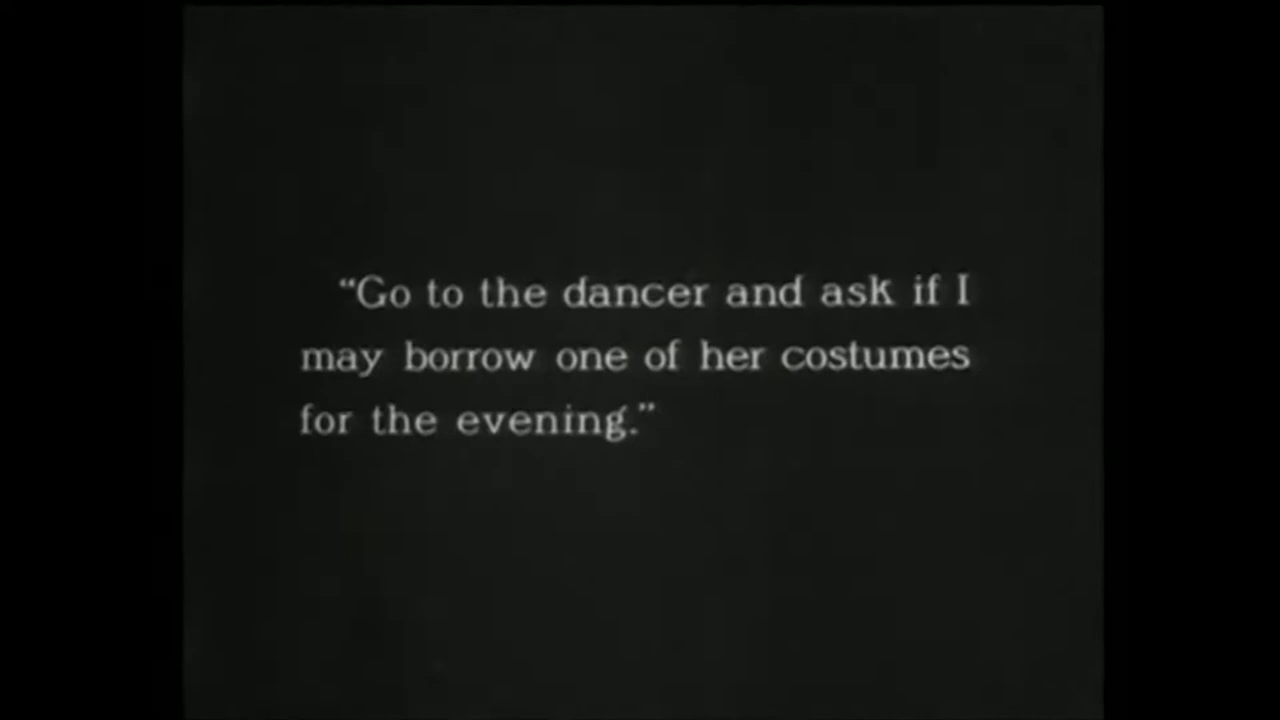 “Go to the dancer and ask if I
may borrow one of her costumes
for the evening.”